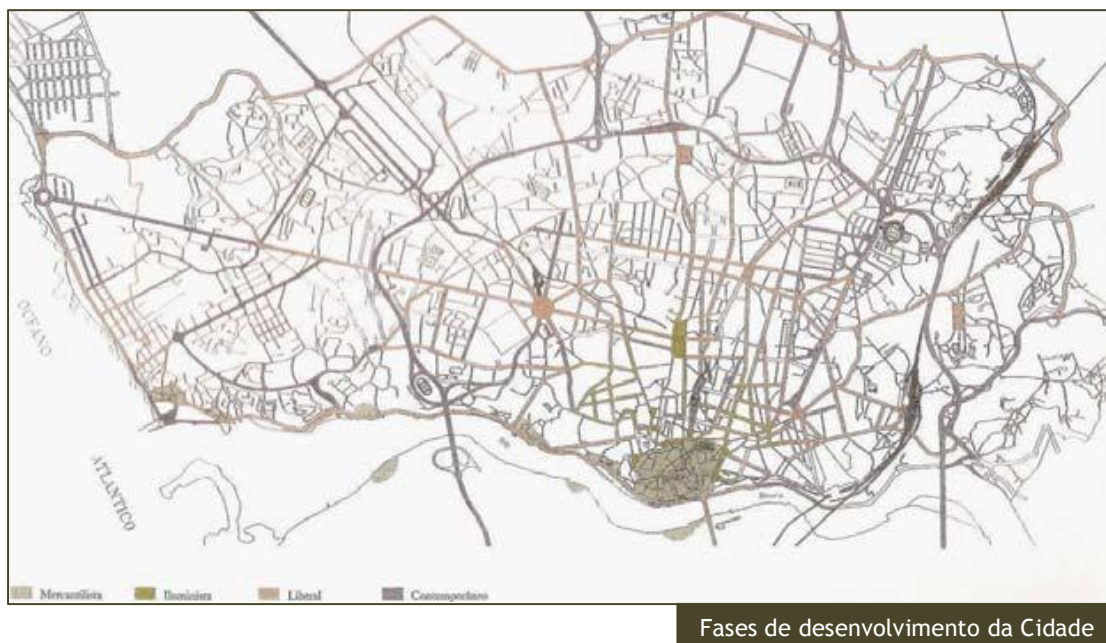 OCEANO
ATLANTICO
Mercantilista Iluminista Liberal Contemporâneo
Fases de desenvolvimento da Cidade